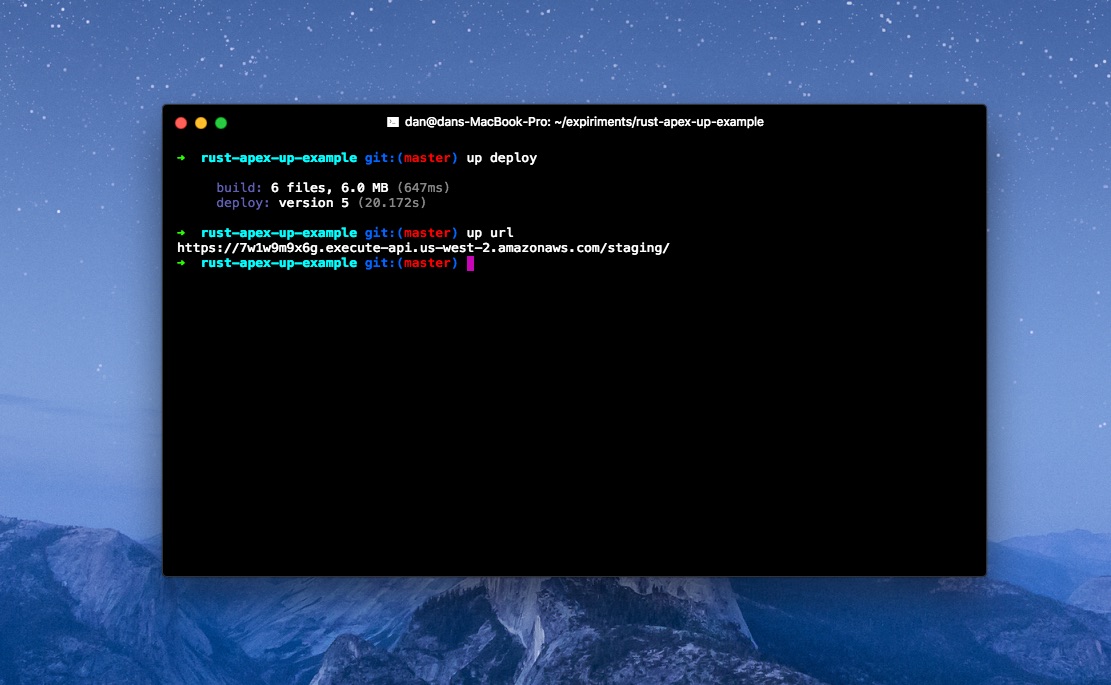 dan@dans-MacBook-Pro: ~/expiriments/rust-apex-up-example
→ rust-apex-up-example git:(master) up deploy
build: 6 files, 6.0 MB (647ms)
deploy: version 5 (20.172s)
→ rust-apex-up-example git:(master) up url
https://7w1w9m9x6g.execute-api.us-west-2.amazonaws.com/staging/
→ rust-apex-up-example git:(master)